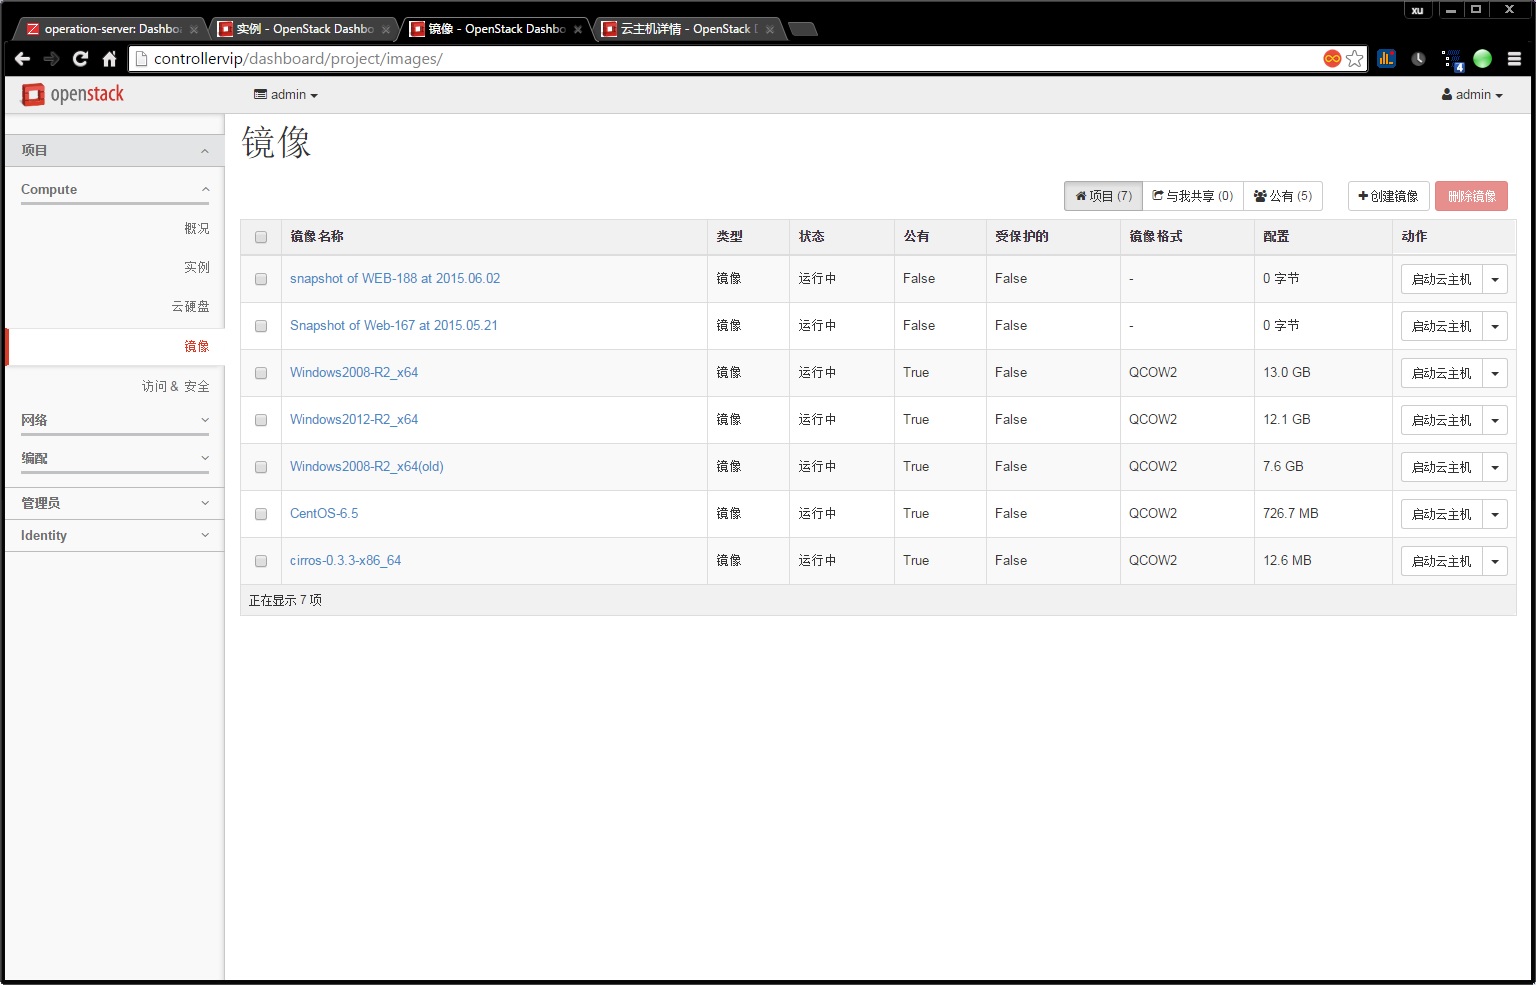 xu
operation-server: Dashbo
实例 - OpenStack Dashbo
镜像 - OpenStack Dashbo
云主机详情 - OpenStack
controllervip/dashboard/project/images/
4
openstack
admin
admin
项目
Compute
概况
实例
云硬盘
镜像
访问 & 安全
网络
编配
管理员
Identity
镜像
项目 (7) 与我共享 (0) 公有 (5) 创建镜像 删除镜像
镜像名称 类型 状态 公有 受保护的 镜像格式 配置 动作
snapshot of WEB-188 at 2015.06.02 镜像 运行中 False False - 0 字节 启动云主机
Snapshot of Web-167 at 2015.05.21 镜像 运行中 False False - 0 字节 启动云主机
Windows2008-R2_x64 镜像 运行中 True False QCOW2 13.0 GB 启动云主机
Windows2012-R2_x64 镜像 运行中 True False QCOW2 12.1 GB 启动云主机
Windows2008-R2_x64(old) 镜像 运行中 True False QCOW2 7.6 GB 启动云主机
CentOS-6.5 镜像 运行中 True False QCOW2 726.7 MB 启动云主机
cirros-0.3.3-x86_64 镜像 运行中 True False QCOW2 12.6 MB 启动云主机
正在显示 7 项